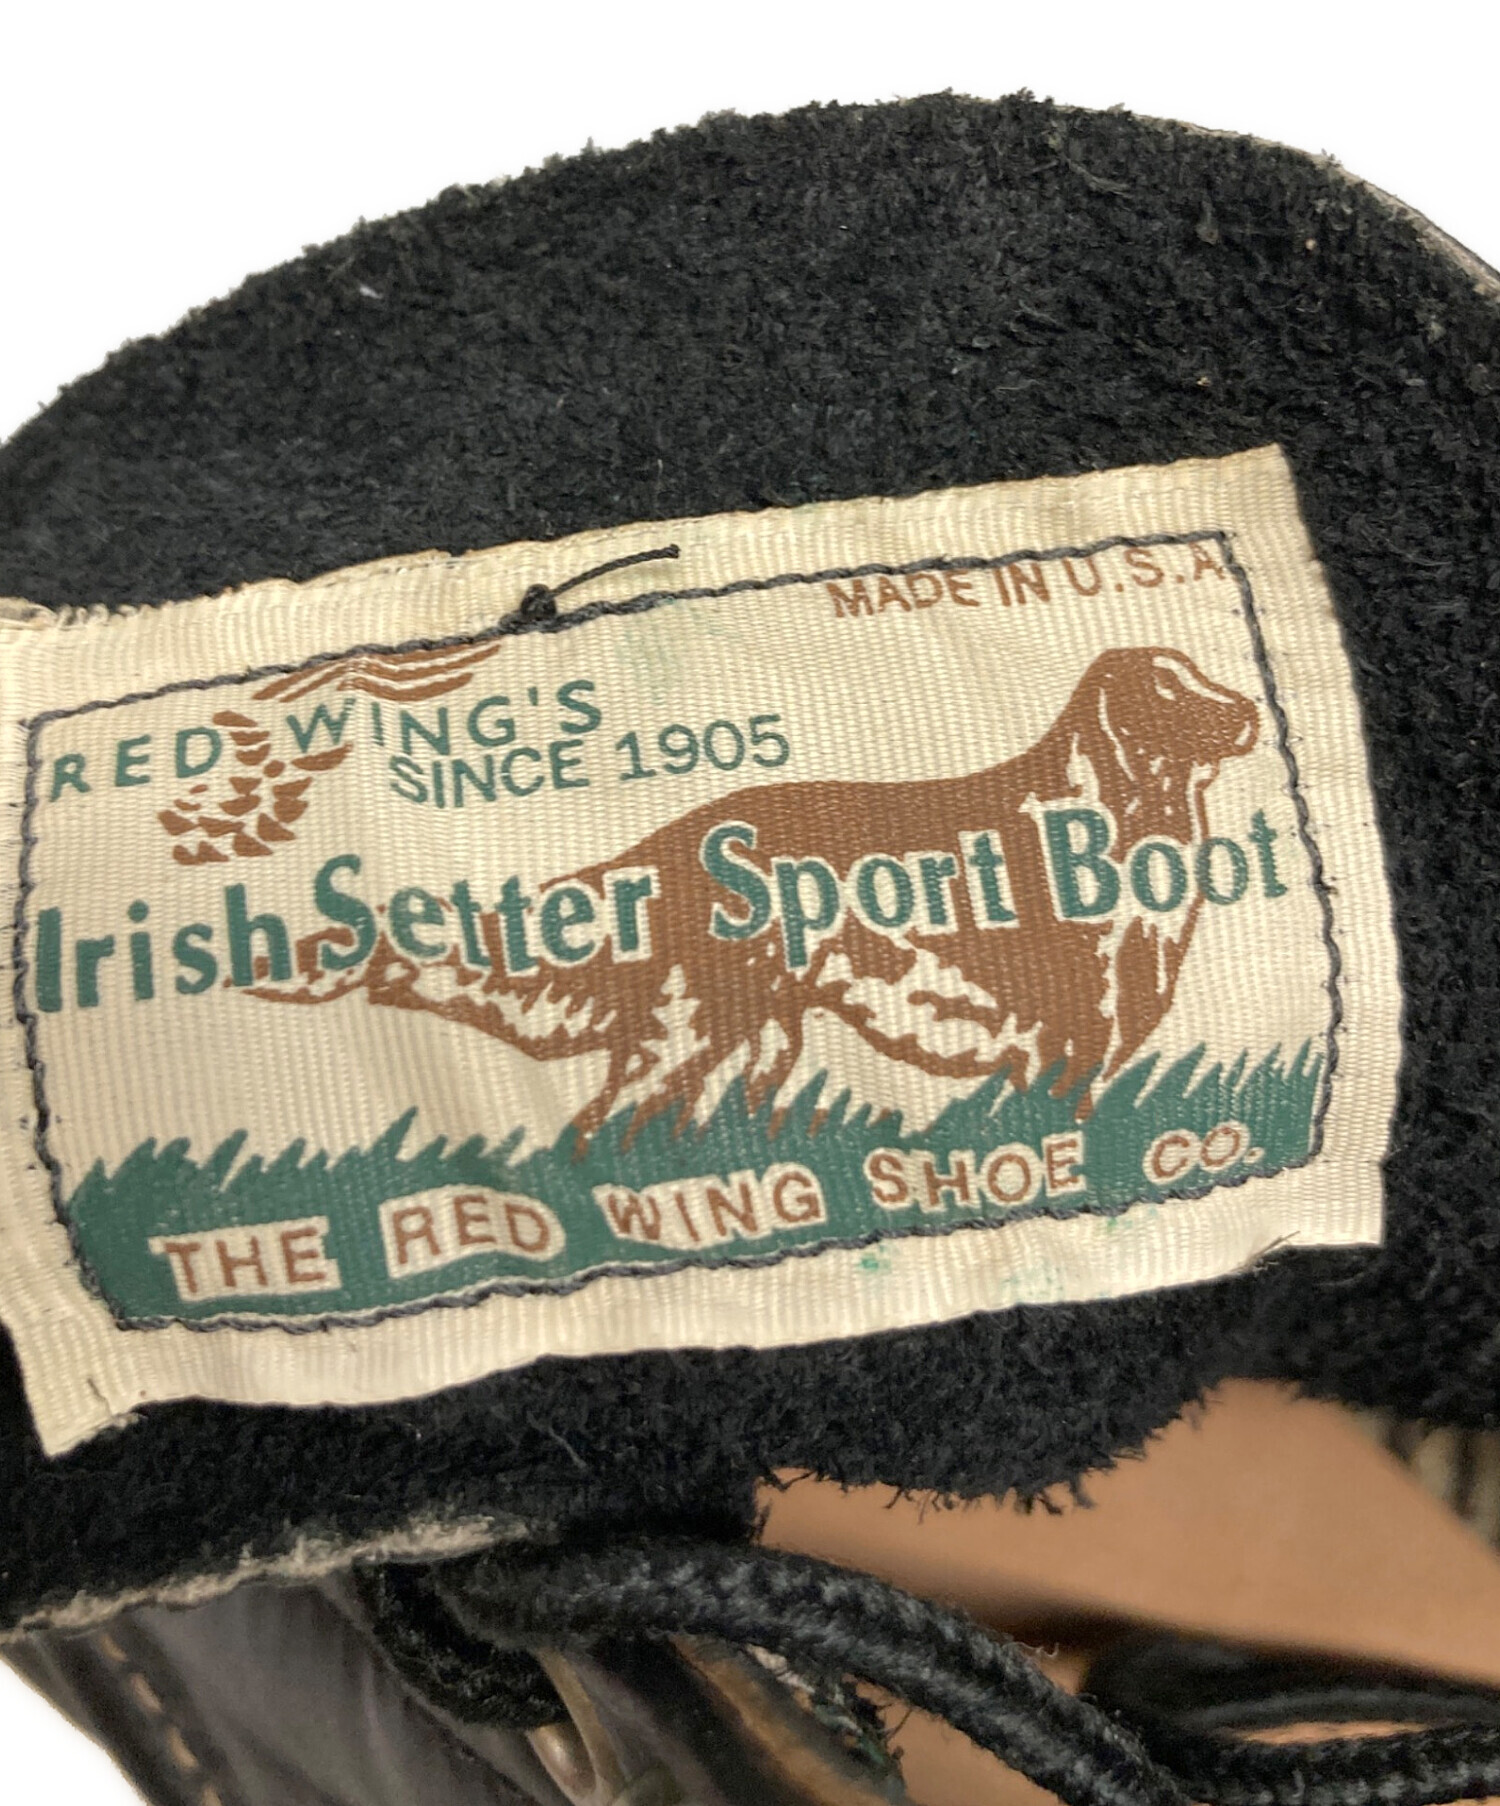 MADE IN U.S.A.
RED WING'S
SINCE 1905
Irish Setter Sport Boot
THE RED WING SHOE CO.